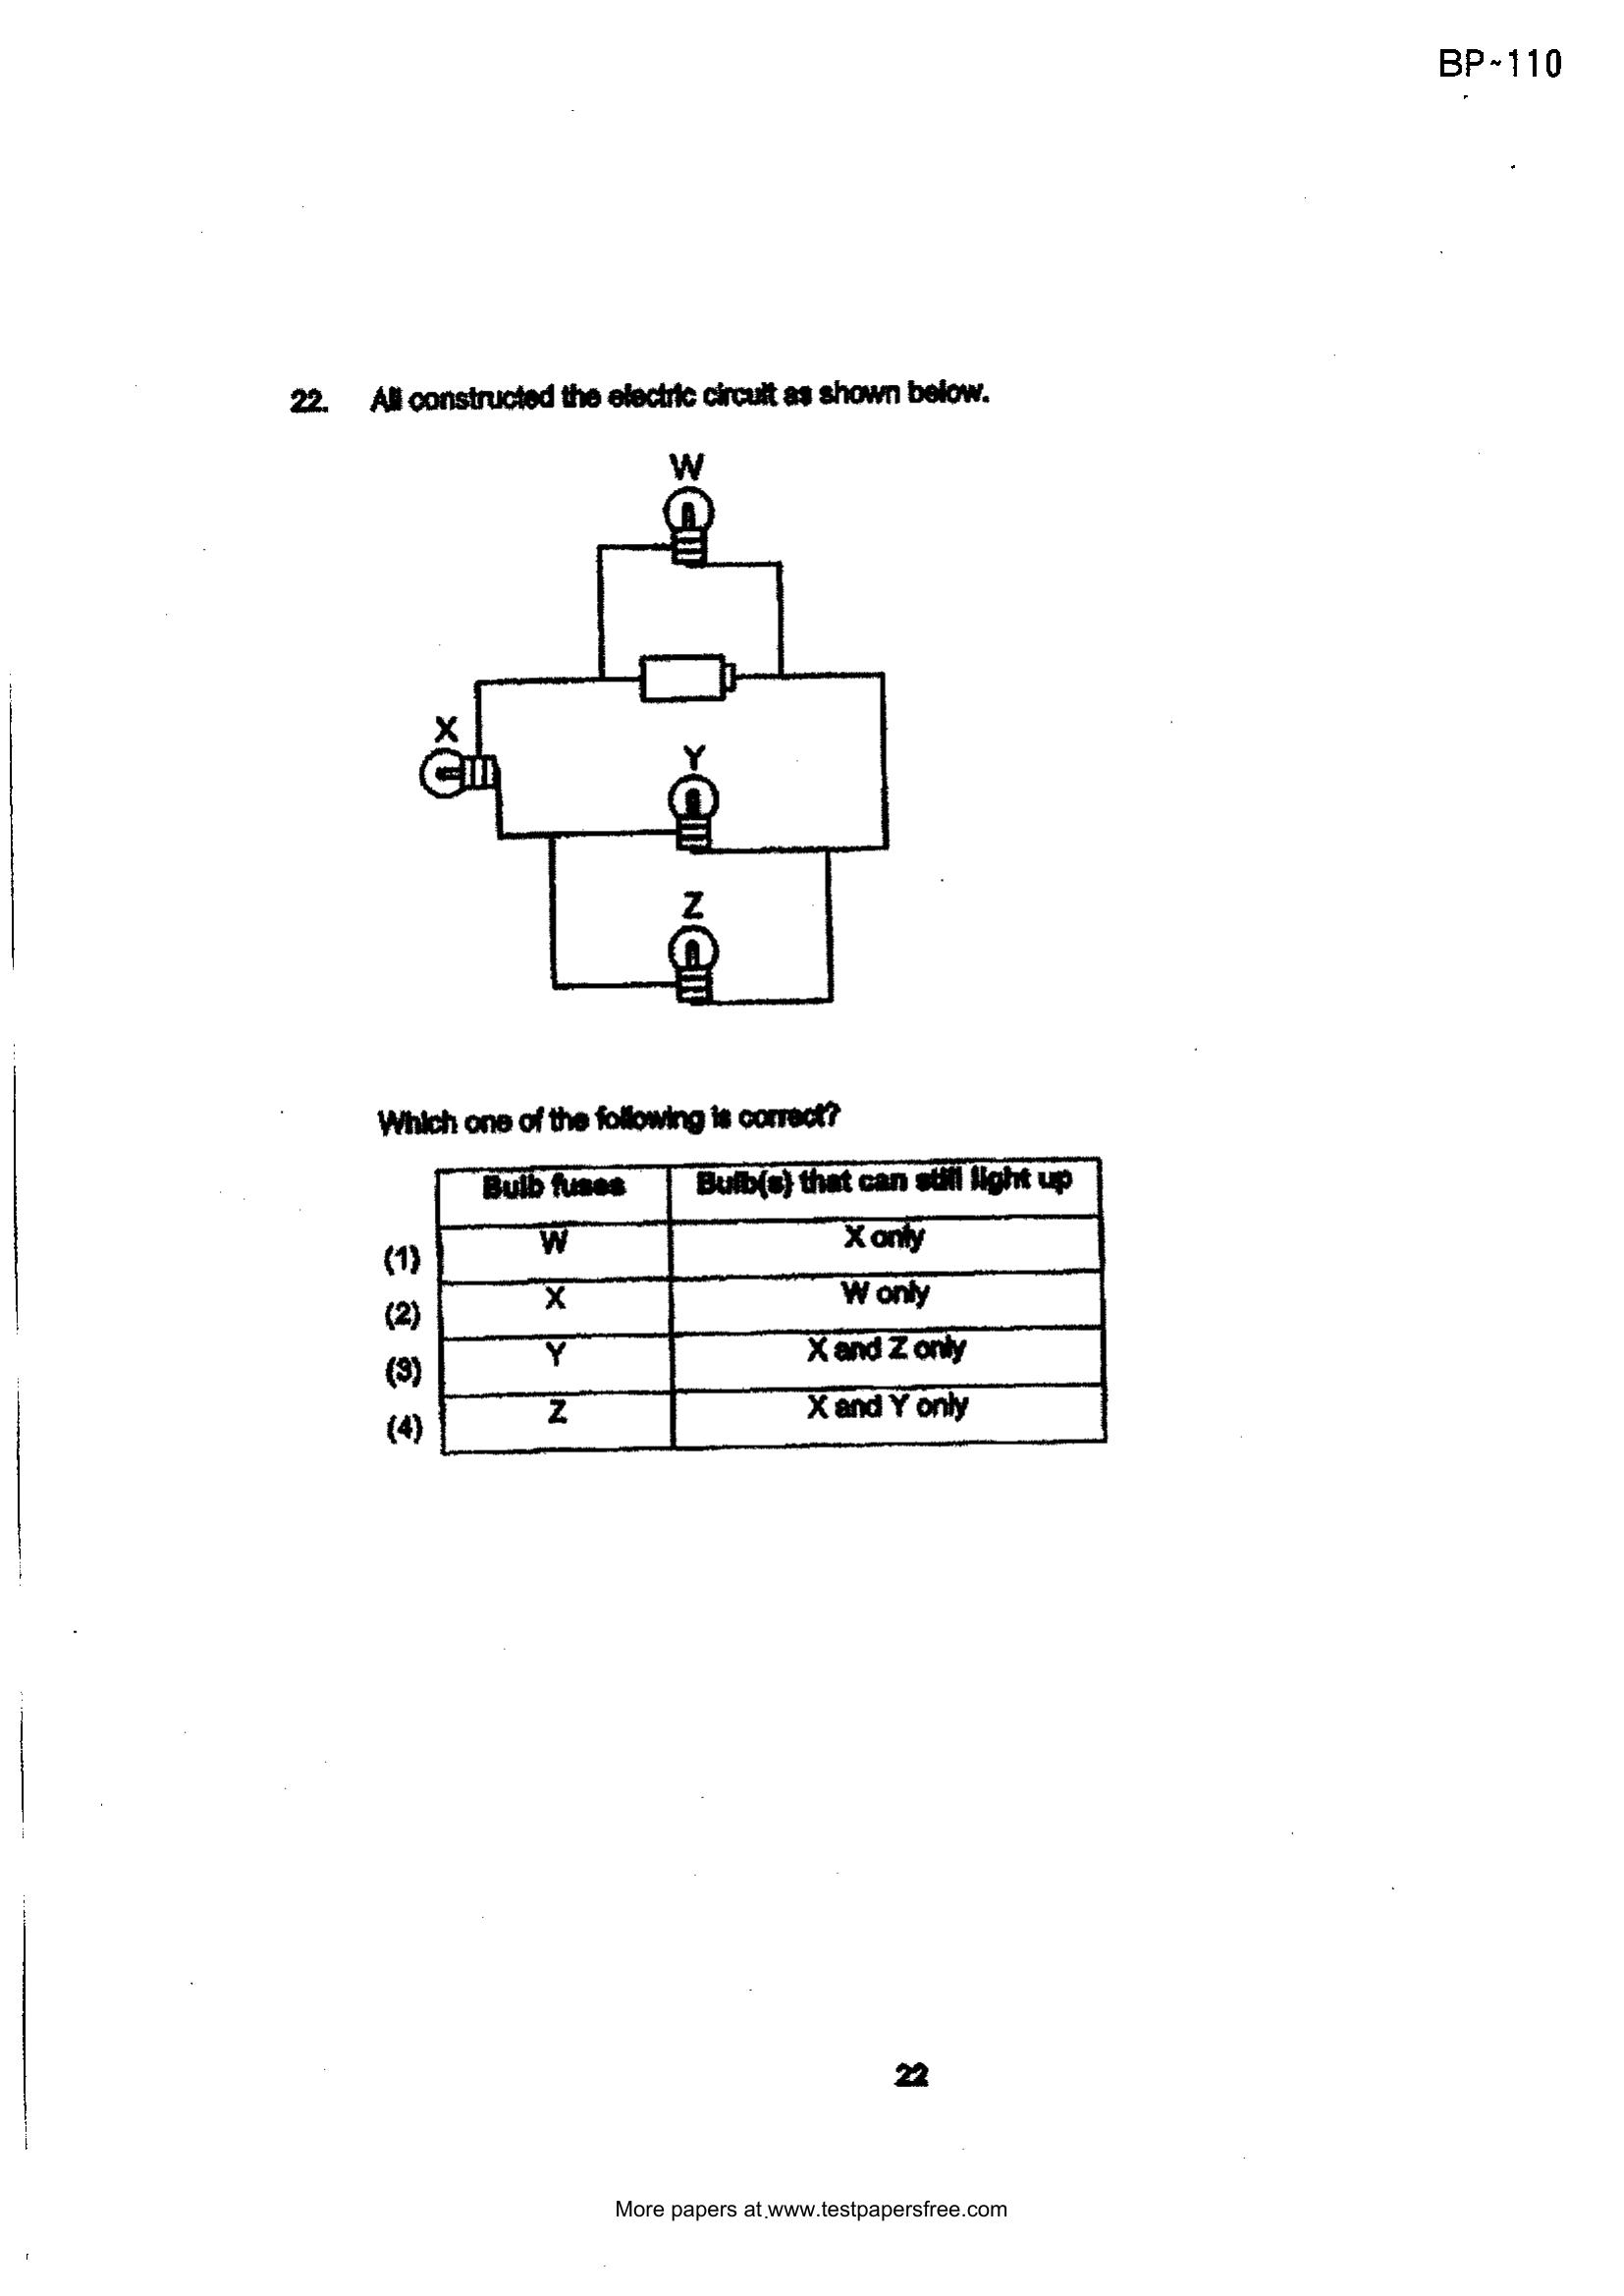 BP~110
22. Ali constructed the electric circuit as shown below.
W
X
Y
Z
Which one of the following is correct?
Bulb fuses Bulb(s) that can still light up
(1) W X only
(2) X W only
(3) Y X and Z only
(4) Z X and Y only
22
More papers at www.testpapersfree.com